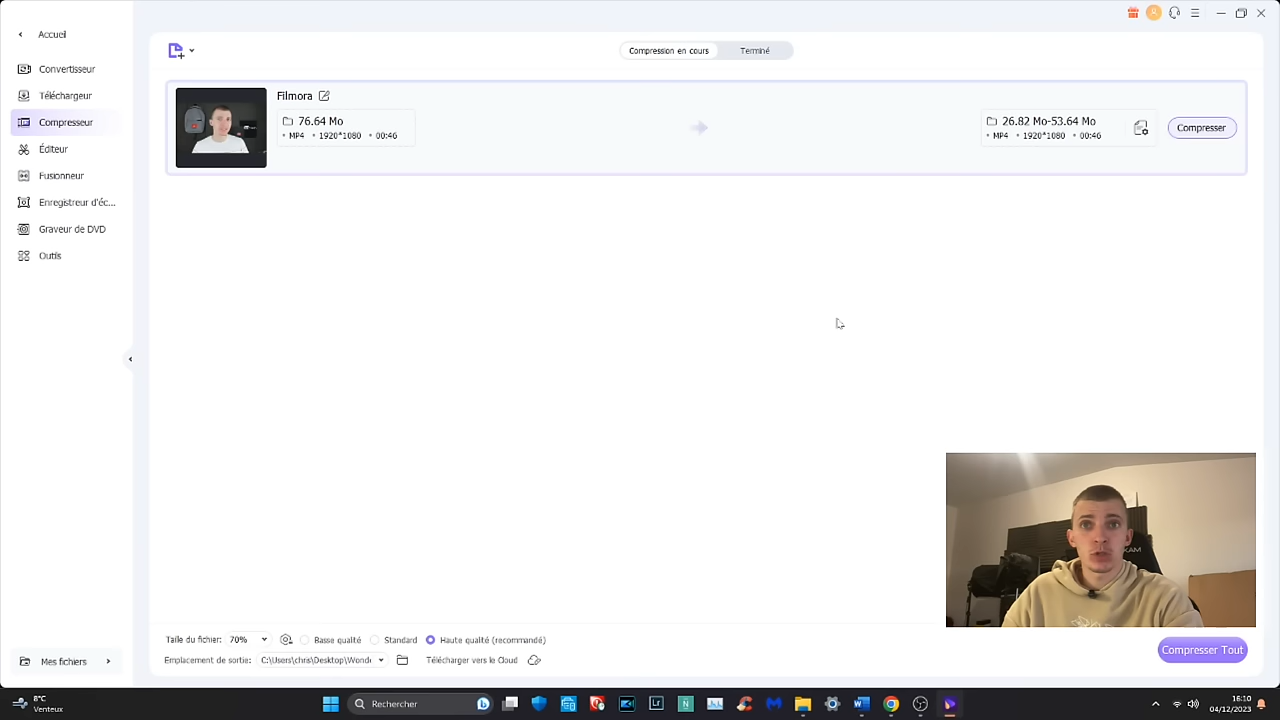 Accueil
Convertisseur
Téléchargeur
Compresseur
Éditeur
Fusionneur
Enregistreur d'éc...
Graveur de DVD
Outils
Mes fichiers
Compression en cours
Terminé
Filmora
76.64 Mo
MP4 1920*1080 00:46
26.82 Mo-53.64 Mo
MP4 1920*1080 00:46
Compresser
Taille du fichier: 70%
Basse qualité
Standard
Haute qualité (recommandé)
Emplacement de sortie: C:\Users\chris\Desktop\Wond
Télécharger vers le Cloud
Compresser Tout
8°C
Venteux
Rechercher
16:10
04/12/2023